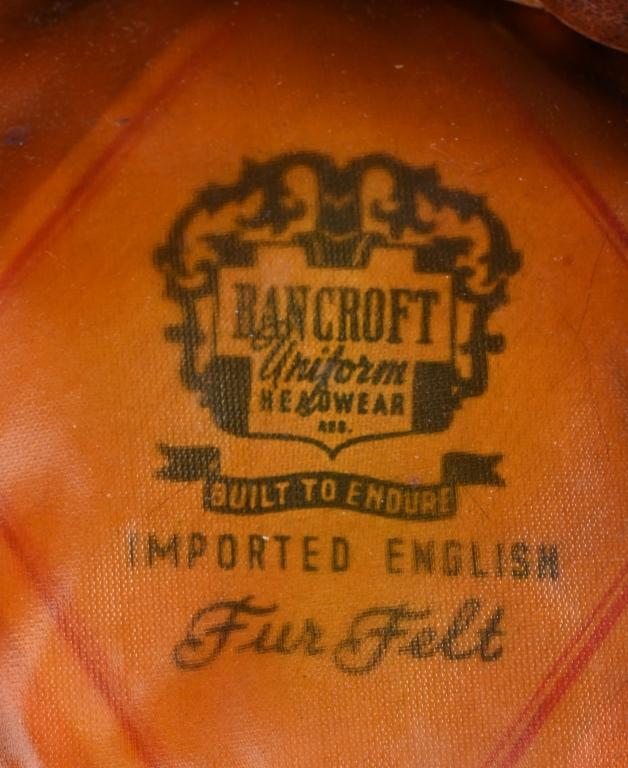 BANCROFT
Uniform
HEADWEAR
REG.
BUILT TO ENDURE
IMPORTED ENGLISH
Fur Felt